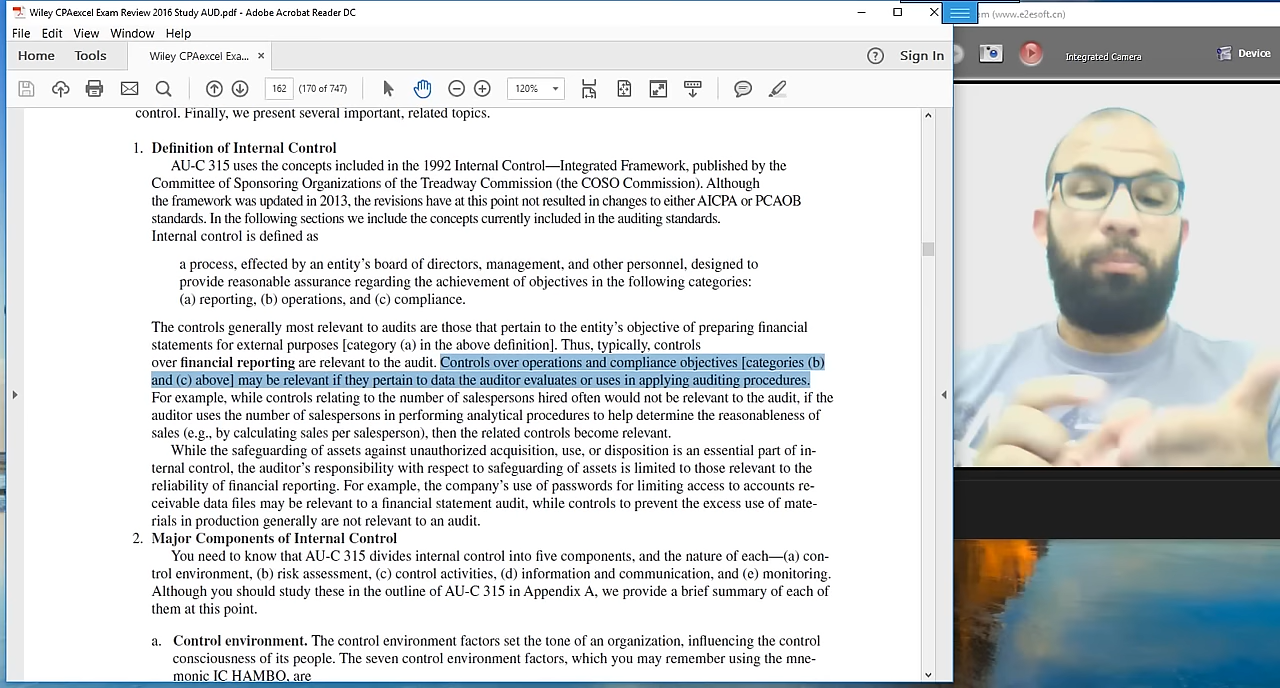 Wiley CPAexcel Exam Review 2016 Study AUD.pdf - Adobe Acrobat Reader DC
m (www.e2esoft.cn)
File Edit View Window Help
Home Tools Wiley CPAexcel Exa... × ? Sign In
Integrated Camera Device
162 (170 of 747) 120%
control. Finally, we present several important, related topics.
1. Definition of Internal Control
AU-C 315 uses the concepts included in the 1992 Internal Control—Integrated Framework, published by the
Committee of Sponsoring Organizations of the Treadway Commission (the COSO Commission). Although
the framework was updated in 2013, the revisions have at this point not resulted in changes to either AICPA or PCAOB
standards. In the following sections we include the concepts currently included in the auditing standards.
Internal control is defined as
a process, effected by an entity's board of directors, management, and other personnel, designed to
provide reasonable assurance regarding the achievement of objectives in the following categories:
(a) reporting, (b) operations, and (c) compliance.
The controls generally most relevant to audits are those that pertain to the entity's objective of preparing financial
statements for external purposes [category (a) in the above definition]. Thus, typically, controls
over financial reporting are relevant to the audit. Controls over operations and compliance objectives [categories (b)
and (c) above] may be relevant if they pertain to data the auditor evaluates or uses in applying auditing procedures.
For example, while controls relating to the number of salespersons hired often would not be relevant to the audit, if the
auditor uses the number of salespersons in performing analytical procedures to help determine the reasonableness of
sales (e.g., by calculating sales per salesperson), then the related controls become relevant.
While the safeguarding of assets against unauthorized acquisition, use, or disposition is an essential part of in-
ternal control, the auditor's responsibility with respect to safeguarding of assets is limited to those relevant to the
reliability of financial reporting. For example, the company's use of passwords for limiting access to accounts re-
ceivable data files may be relevant to a financial statement audit, while controls to prevent the excess use of mate-
rials in production generally are not relevant to an audit.
2. Major Components of Internal Control
You need to know that AU-C 315 divides internal control into five components, and the nature of each—(a) con-
trol environment, (b) risk assessment, (c) control activities, (d) information and communication, and (e) monitoring.
Although you should study these in the outline of AU-C 315 in Appendix A, we provide a brief summary of each of
them at this point.
a. Control environment. The control environment factors set the tone of an organization, influencing the control
consciousness of its people. The seven control environment factors, which you may remember using the mne-
monic IC HAMBO, are